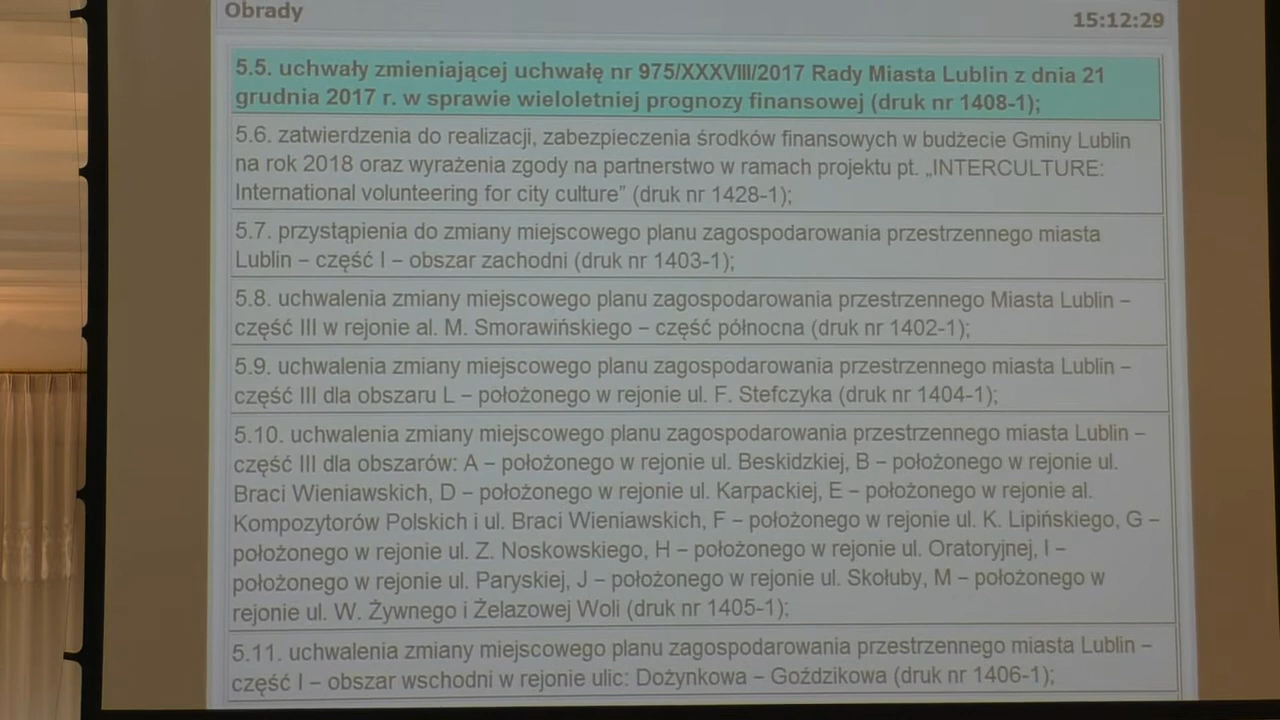 Obrady
15:12:29
5.5. uchwały zmieniającej uchwałę nr 975/XXXVIII/2017 Rady Miasta Lublin z dnia 21
grudnia 2017 r. w sprawie wieloletniej prognozy finansowej (druk nr 1408-1);
5.6. zatwierdzenia do realizacji, zabezpieczenia środków finansowych w budżecie Gminy Lublin
na rok 2018 oraz wyrażenia zgody na partnerstwo w ramach projektu pt. „INTERCULTURE:
International volunteering for city culture” (druk nr 1428-1);
5.7. przystąpienia do zmiany miejscowego planu zagospodarowania przestrzennego miasta
Lublin – część I – obszar zachodni (druk nr 1403-1);
5.8. uchwalenia zmiany miejscowego planu zagospodarowania przestrzennego Miasta Lublin –
część III w rejonie al. M. Smorawińskiego – część północna (druk nr 1402-1);
5.9. uchwalenia zmiany miejscowego planu zagospodarowania przestrzennego miasta Lublin –
część III dla obszaru L – położonego w rejonie ul. F. Stefczyka (druk nr 1404-1);
5.10. uchwalenia zmiany miejscowego planu zagospodarowania przestrzennego miasta Lublin –
część III dla obszarów: A – położonego w rejonie ul. Beskidzkiej, B – położonego w rejonie ul.
Braci Wieniawskich, D – położonego w rejonie ul. Karpackiej, E – położonego w rejonie al.
Kompozytorów Polskich i ul. Braci Wieniawskich, F – położonego w rejonie ul. K. Lipińskiego, G –
położonego w rejonie ul. Z. Noskowskiego, H – położonego w rejonie ul. Oratoryjnej, I –
położonego w rejonie ul. Paryskiej, J – położonego w rejonie ul. Skołuby, M – położonego w
rejonie ul. W. Żywnego i Żelazowej Woli (druk nr 1405-1);
5.11. uchwalenia zmiany miejscowego planu zagospodarowania przestrzennego miasta Lublin –
część I – obszar wschodni w rejonie ulic: Dożynkowa – Goździkowa (druk nr 1406-1);